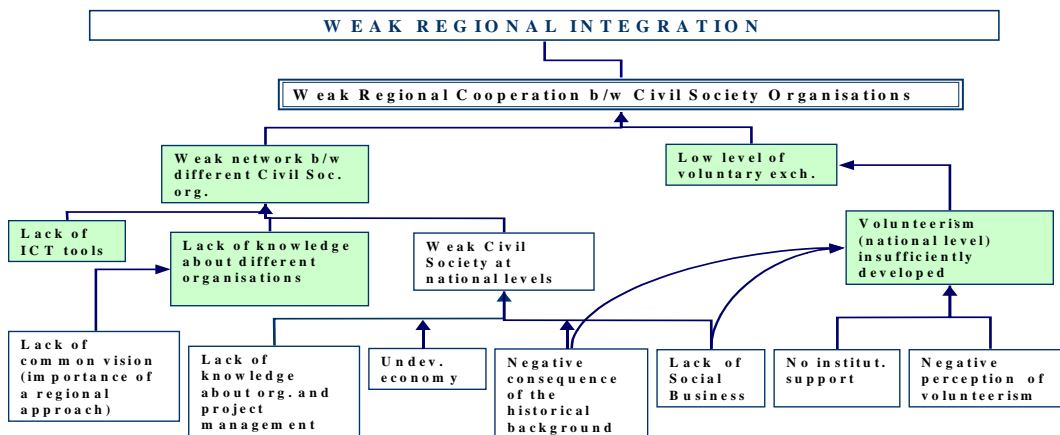 WEAK REGIONAL INTEGRATION
Weak Regional Cooperation b/w Civil Society Organisations
Weak network b/w
different Civil Soc.
org.
Low level of
voluntary exch.
Lack of
ICT tools
Lack of knowledge
about different
organisations
Weak Civil
Society at
national levels
Volunteerism
(national level)
insufficiently
developed
Lack of
common vision
(importance of
a regional
approach)
Lack of
knowledge
about org. and
project
management
Undev.
economy
Negative
consequence
of the
historical
background
Lack of
Social
Business
No institut.
support
Negative
perception of
volunteerism